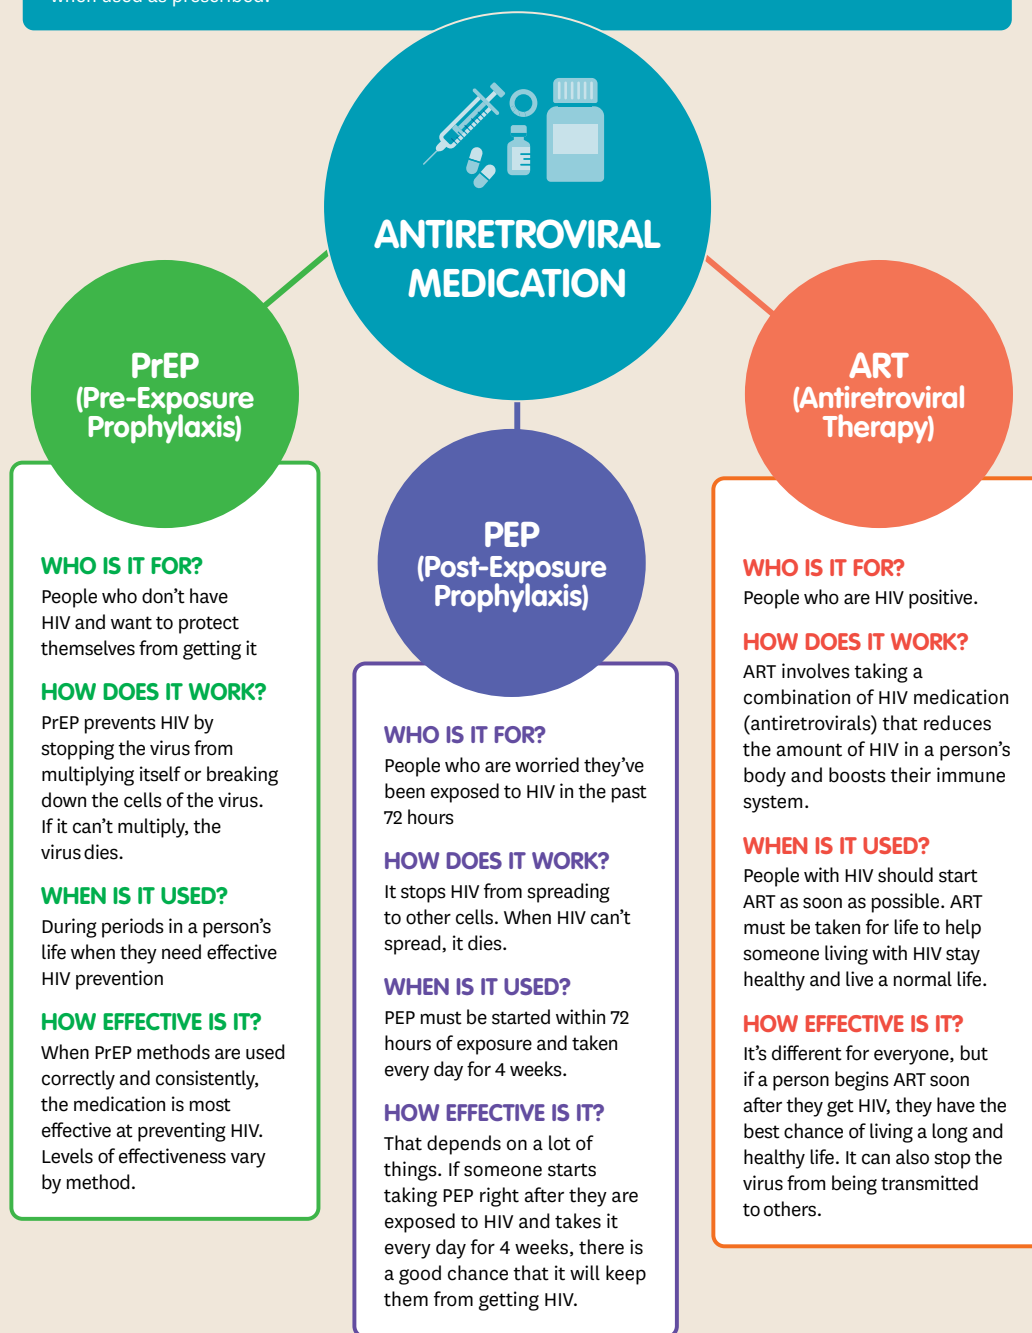 when used as prescribed.
ANTIRETROVIRAL
MEDICATION
PrEP
(Pre-Exposure
Prophylaxis)
WHO IS IT FOR?
People who don’t have
HIV and want to protect
themselves from getting it
HOW DOES IT WORK?
PrEP prevents HIV by
stopping the virus from
multiplying itself or breaking
down the cells of the virus.
If it can’t multiply, the
virus dies.
WHEN IS IT USED?
During periods in a person’s
life when they need effective
HIV prevention
HOW EFFECTIVE IS IT?
When PrEP methods are used
correctly and consistently,
the medication is most
effective at preventing HIV.
Levels of effectiveness vary
by method.
PEP
(Post-Exposure
Prophylaxis)
WHO IS IT FOR?
People who are worried they’ve
been exposed to HIV in the past
72 hours
HOW DOES IT WORK?
It stops HIV from spreading
to other cells. When HIV can’t
spread, it dies.
WHEN IS IT USED?
PEP must be started within 72
hours of exposure and taken
every day for 4 weeks.
HOW EFFECTIVE IS IT?
That depends on a lot of
things. If someone starts
taking PEP right after they are
exposed to HIV and takes it
every day for 4 weeks, there is
a good chance that it will keep
them from getting HIV.
ART
(Antiretroviral
Therapy)
WHO IS IT FOR?
People who are HIV positive.
HOW DOES IT WORK?
ART involves taking a
combination of HIV medication
(antiretrovirals) that reduces
the amount of HIV in a person’s
body and boosts their immune
system.
WHEN IS IT USED?
People with HIV should start
ART as soon as possible. ART
must be taken for life to help
someone living with HIV stay
healthy and live a normal life.
HOW EFFECTIVE IS IT?
It’s different for everyone, but
if a person begins ART soon
after they get HIV, they have the
best chance of living a long and
healthy life. It can also stop the
virus from being transmitted
to others.